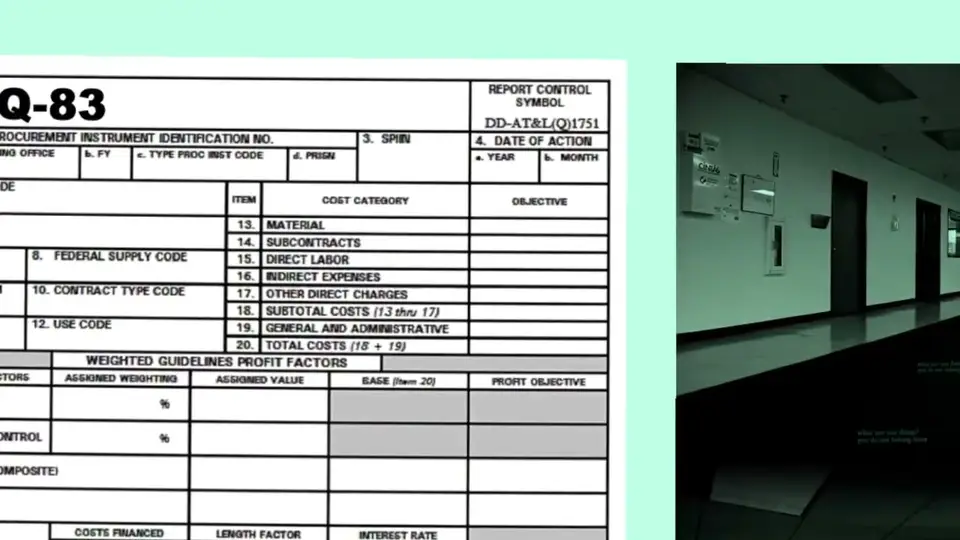 Q-83
REPORT CONTROL
SYMBOL
DD-AT&L(Q)1751
ROCUREMENT INSTRUMENT IDENTIFICATION NO.
3. SPIIN
4. DATE OF ACTION
NG OFFICE
b. FY
c. TYPE PROC INST CODE
d. PRISN
a. YEAR
b. MONTH
DE
ITEM
COST CATEGORY
OBJECTIVE
13. MATERIAL
14. SUBCONTRACTS
8. FEDERAL SUPPLY CODE
15. DIRECT LABOR
16. INDIRECT EXPENSES
10. CONTRACT TYPE CODE
17. OTHER DIRECT CHARGES
18. SUBTOTAL COSTS (13 thru 17)
12. USE CODE
19. GENERAL AND ADMINISTRATIVE
20. TOTAL COSTS (18 + 19)
WEIGHTED GUIDELINES PROFIT FACTORS
CTORS
ASSIGNED WEIGHTING
ASSIGNED VALUE
BASE (Item 20)
PROFIT OBJECTIVE
%
ONTROL
%
OMPOSITE)
COSTS FINANCED
LENGTH FACTOR
INTEREST RATE